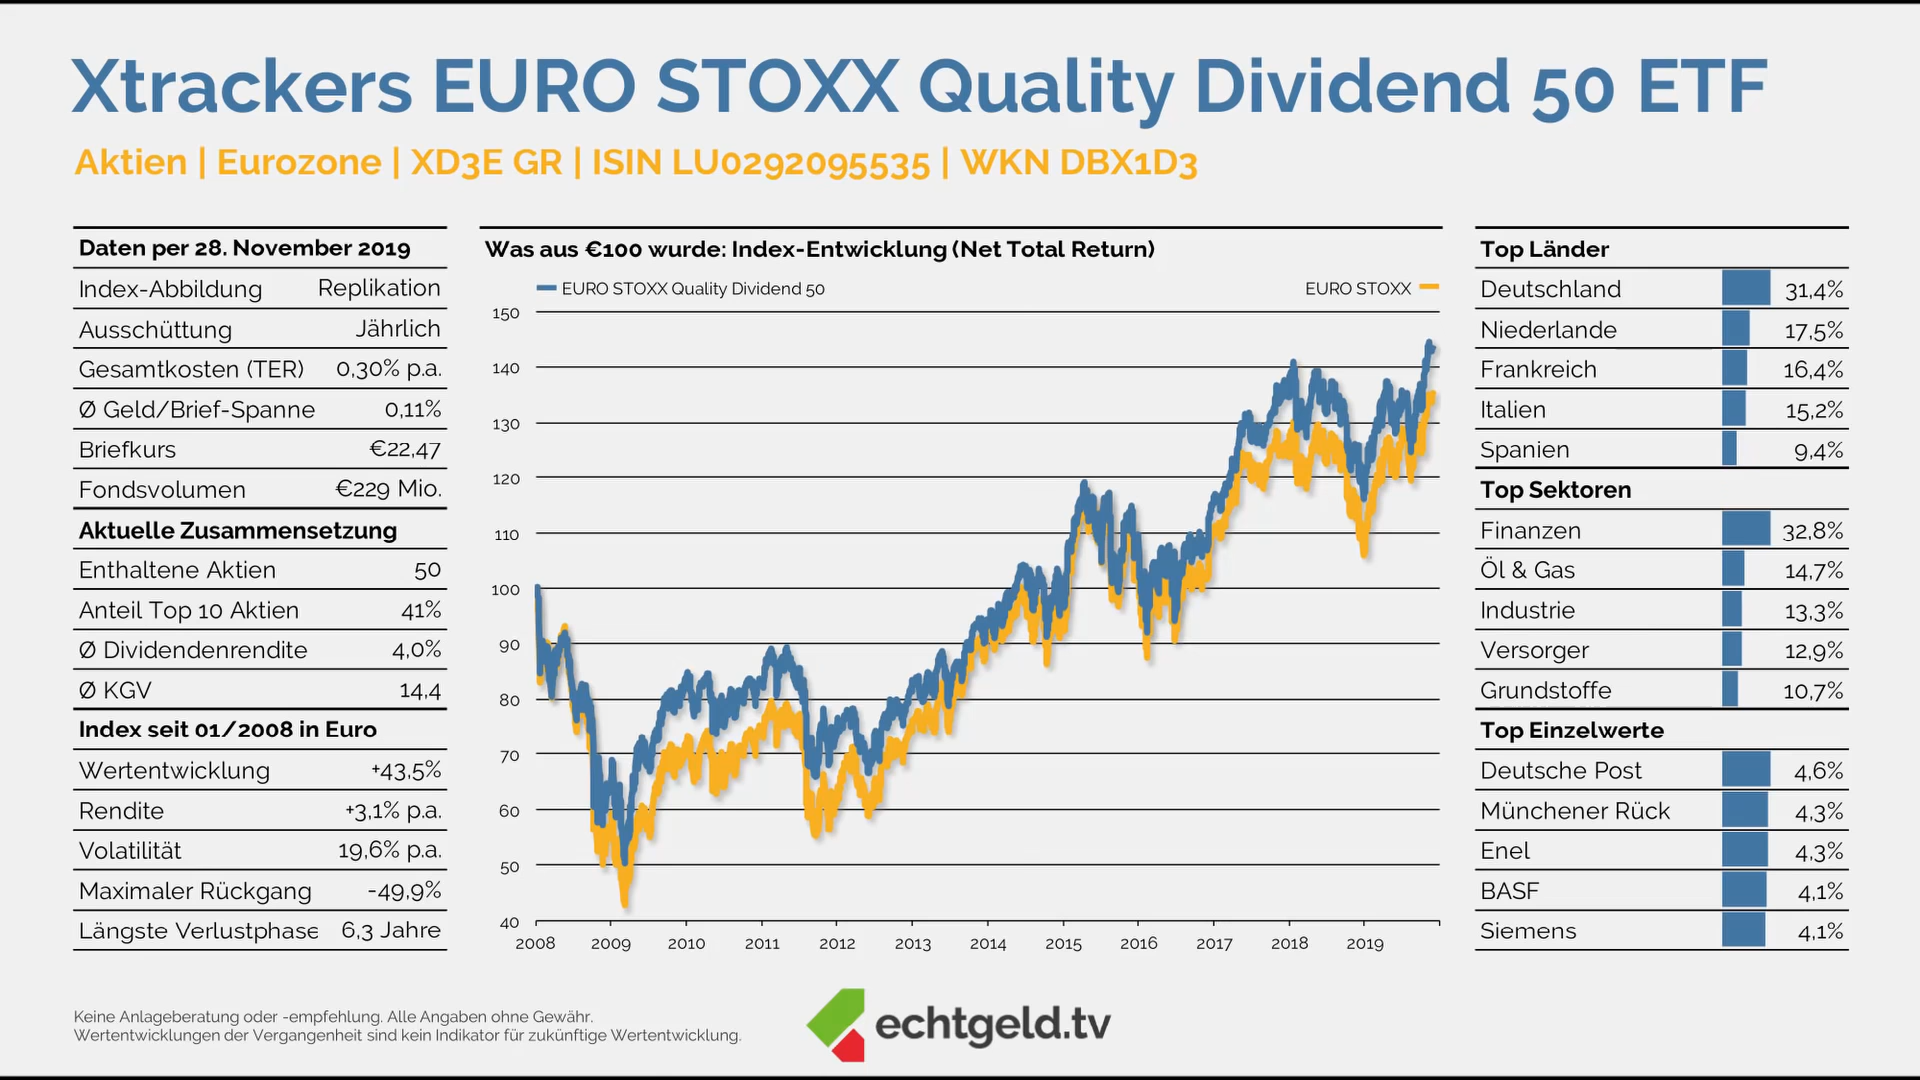 Xtrackers EURO STOXX Quality Dividend 50 ETF
Aktien | Eurozone | XD3E GR | ISIN LU0292095535 | WKN DBX1D3
Daten per 28. November 2019
Index-Abbildung Replikation
Ausschüttung Jährlich
Gesamtkosten (TER) 0,30% p.a.
Ø Geld/Brief-Spanne 0,11%
Briefkurs €22,47
Fondsvolumen €229 Mio.
Aktuelle Zusammensetzung
Enthaltene Aktien 50
Anteil Top 10 Aktien 41%
Ø Dividendenrendite 4,0%
Ø KGV 14,4
Index seit 01/2008 in Euro
Wertentwicklung +43,5%
Rendite +3,1% p.a.
Volatilität 19,6% p.a.
Maximaler Rückgang -49,9%
Längste Verlustphase 6,3 Jahre
Was aus €100 wurde: Index-Entwicklung (Net Total Return)
EURO STOXX Quality Dividend 50 EURO STOXX
150
140
130
120
110
100
90
80
70
60
50
40
2008 2009 2010 2011 2012 2013 2014 2015 2016 2017 2018 2019
Top Länder
Deutschland 31,4%
Niederlande 17,5%
Frankreich 16,4%
Italien 15,2%
Spanien 9,4%
Top Sektoren
Finanzen 32,8%
Öl & Gas 14,7%
Industrie 13,3%
Versorger 12,9%
Grundstoffe 10,7%
Top Einzelwerte
Deutsche Post 4,6%
Münchener Rück 4,3%
Enel 4,3%
BASF 4,1%
Siemens 4,1%
Keine Anlageberatung oder -empfehlung. Alle Angaben ohne Gewähr.
Wertentwicklungen der Vergangenheit sind kein Indikator für zukünftige Wertentwicklung.
echtgeld.tv